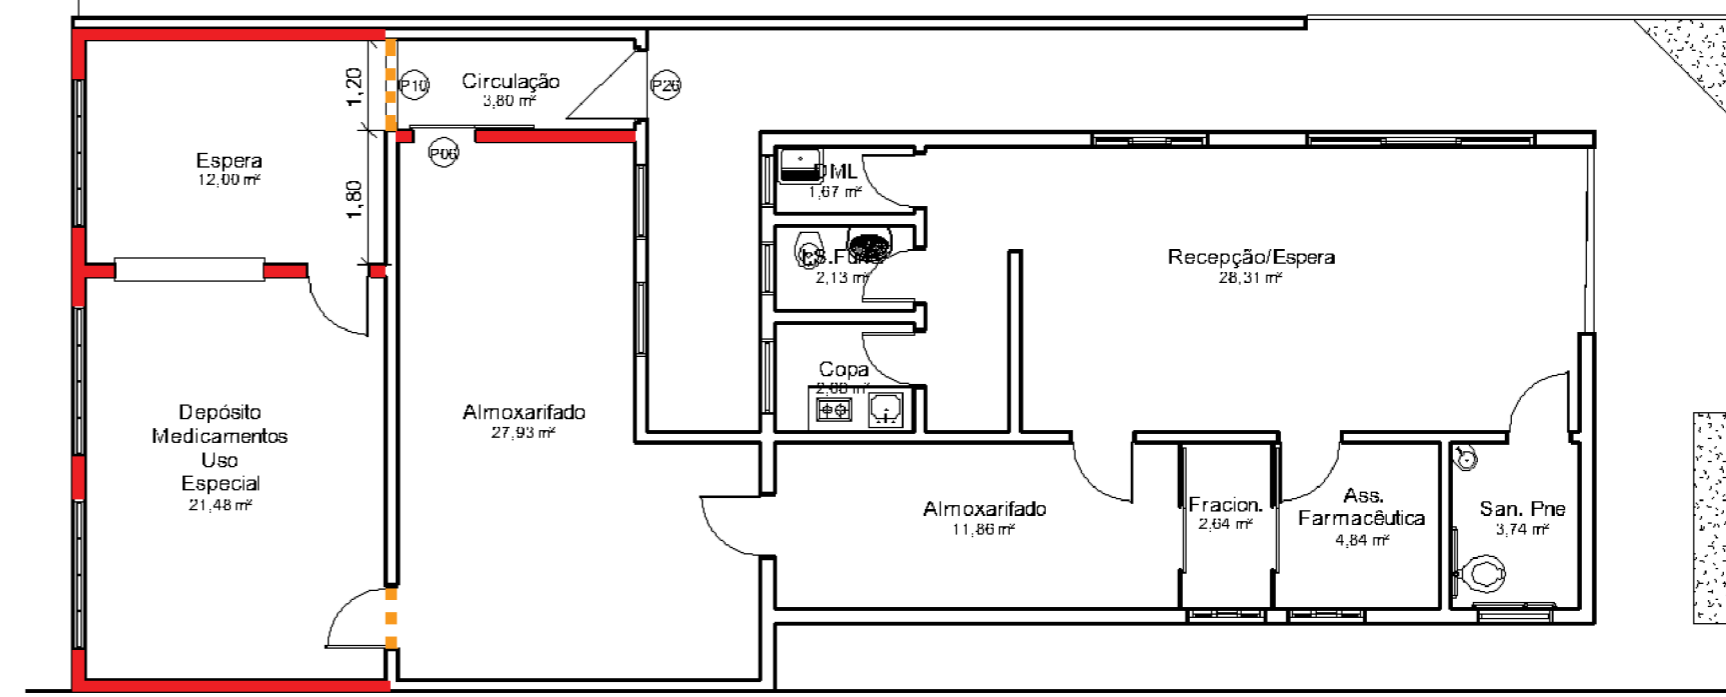 1,20
P10
Circulação
3,80 m²
P26
P06
Espera
12,00 m²
1,80
DML
1,67 m²
I.S.Func.
2,13 m²
Recepção/Espera
28,31 m²
Copa
Depósito
Medicamentos
Uso
Especial
21,48 m²
Almoxarifado
27,93 m²
Almoxarifado
11,86 m²
Fracion.
2,64 m²
Ass.
Farmacêutica
4,84 m²
San. Pne
3,74 m²